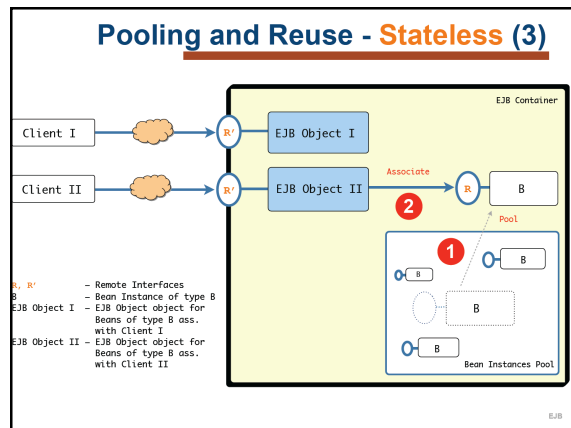 Pooling and Reuse - Stateless (3)
EJB Container
Client I
R'
EJB Object I
Client II
R'
EJB Object II
Associate
2
R
B
Pool
1
B
B
B
B
Bean Instances Pool
R, R' – Remote Interfaces
B – Bean Instance of type B
EJB Object I – EJB Object object for
Beans of type B ass.
with Client I
EJB Object II – EJB Object object for
Beans of type B ass.
with Client II
EJB